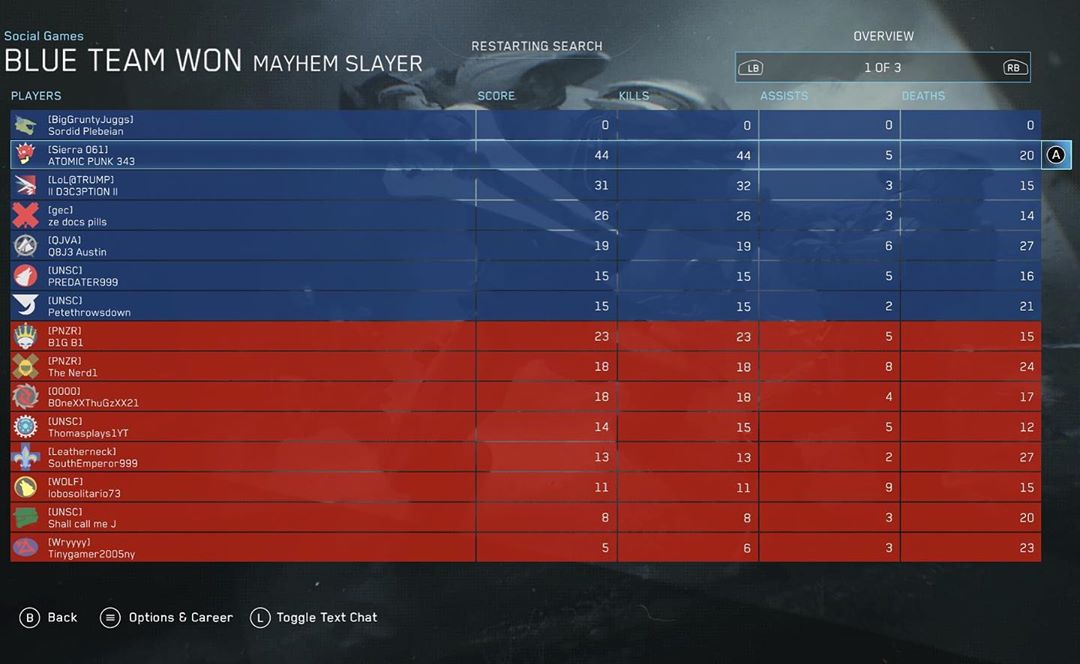 Social Games
BLUE TEAM WON MAYHEM SLAYER
RESTARTING SEARCH
OVERVIEW
LB 1 OF 3 RB
PLAYERS SCORE KILLS ASSISTS DEATHS
[BigGruntyJuggs]
Sordid Plebeian 0 0 0 0
[Sierra 061]
ATOMIC PUNK 343 44 44 5 20 A
[LoL@TRUMP]
II D3C3PTION II 31 32 3 15
[gec]
ze docs pills 26 26 3 14
[QJVA]
Q8J3 Austin 19 19 6 27
[UNSC]
PREDATER999 15 15 5 16
[UNSC]
Petethrowsdown 15 15 2 21
[PNZR]
B1G B1 23 23 5 15
[PNZR]
The Nerd1 18 18 8 24
[OOOO]
B0neXXThuGzXX21 18 18 4 17
[UNSC]
Thomasplays1YT 14 15 5 12
[Leatherneck]
SouthEmperor999 13 13 2 27
[WOLF]
lobosolitario73 11 11 9 15
[UNSC]
Shall call me J 8 8 3 20
[Wryyyy]
Tinygamer2005ny 5 6 3 23
B Back Options & Career L Toggle Text Chat